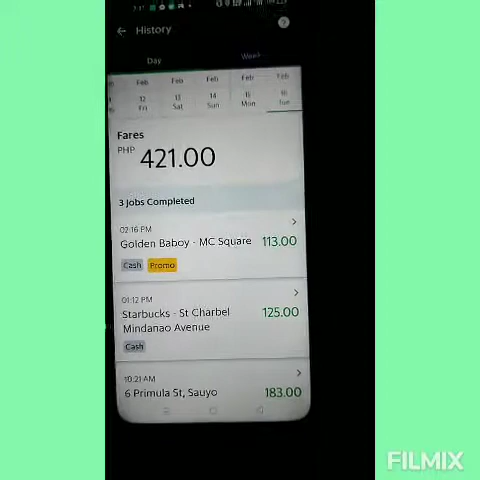 History
Day
Week
Feb Feb Feb Feb Feb
12 13 14 15 16
Fri Sat Sun Mon Tue
Fares
PHP 421.00
3 Jobs Completed
02:16 PM
Golden Baboy - MC Square 113.00
Cash Promo
01:12 PM
Starbucks - St Charbel 125.00
Mindanao Avenue
Cash
10:21 AM
6 Primula St, Sauyo 183.00
FILMIX